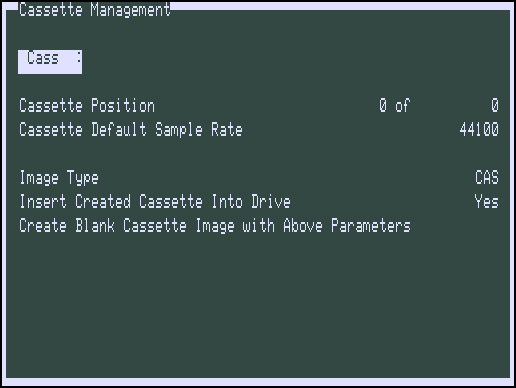 Cassette Management
Cass :
Cassette Position 0 of 0
Cassette Default Sample Rate 44100
Image Type CAS
Insert Created Cassette Into Drive Yes
Create Blank Cassette Image with Above Parameters